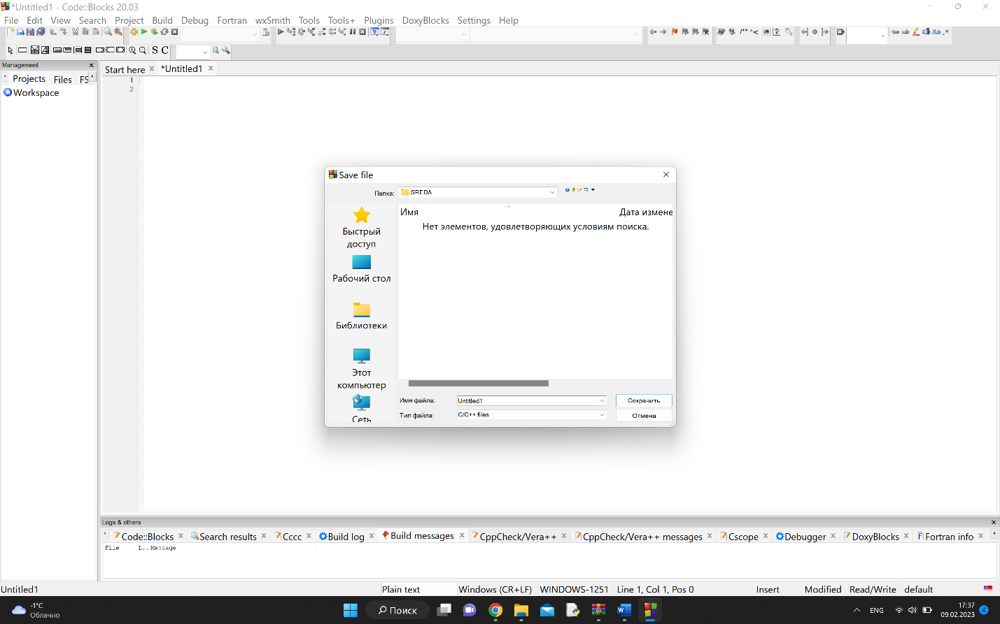 *Untitled1 - Code::Blocks 20.03
File Edit View Search Project Build Debug Fortran wxSmith Tools Tools+ Plugins DoxyBlocks Settings Help
S C
Management
Projects Files FS
Workspace
Start here *Untitled1
1
2
Save file
Папка: SREDA
Имя Дата измене
Нет элементов, удовлетворяющих условиям поиска.
Быстрый
доступ
Рабочий стол
Библиотеки
Этот
компьютер
Сеть
Имя файла: Untitled1 Сохранить
Тип файла: C/C++ files Отмена
Logs & others
Code::Blocks Search results Cccc Build log Build messages CppCheck/Vera++ CppCheck/Vera++ messages Cscope Debugger DoxyBlocks Fortran info
File L.. Message
Untitled1 Plain text Windows (CR+LF) WINDOWS-1251 Line 1, Col 1, Pos 0 Insert Modified Read/Write default
-1°C
Облачно
Поиск
ENG
17:37
09.02.2023
4